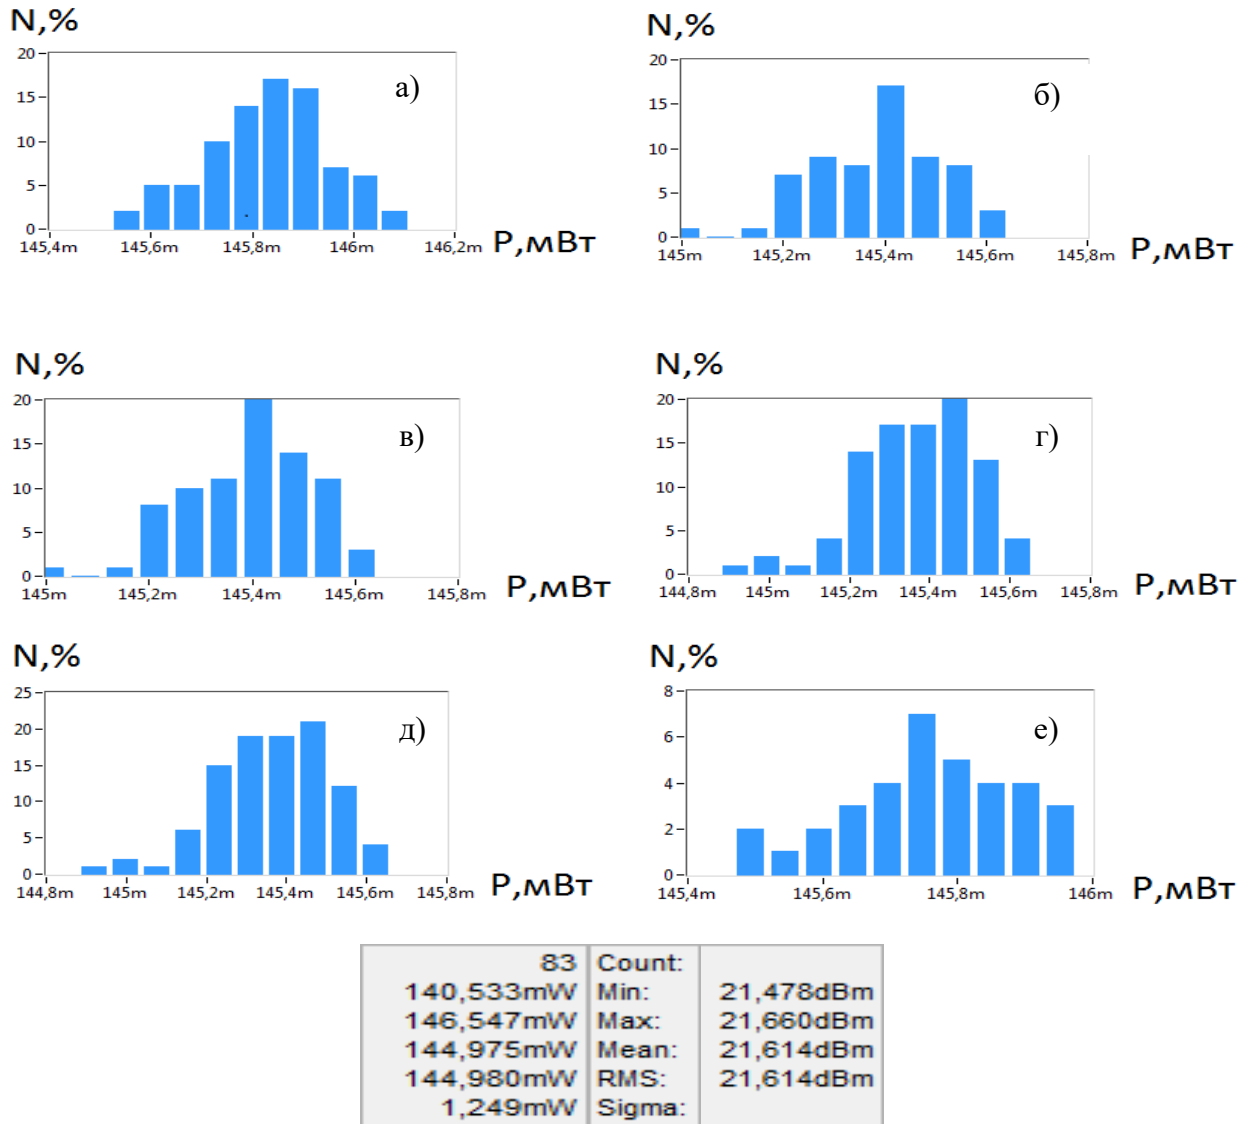 N,%
20
15
10
5
0
145,4m 145,6m 145,8m 146m 146,2m
P,мВт
а)
N,%
20
15
10
5
0
145m 145,2m 145,4m 145,6m 145,8m
P,мВт
б)
N,%
20
15
10
5
0
145m 145,2m 145,4m 145,6m 145,8m
P,мВт
в)
N,%
20
15
10
5
0
144,8m 145m 145,2m 145,4m 145,6m 145,8m
P,мВт
г)
N,%
25
20
15
10
5
0
144,8m 145m 145,2m 145,4m 145,6m 145,8m
P,мВт
д)
N,%
8
6
4
2
0
145,4m 145,6m 145,8m 146m
P,мВт
е)
83 Count:
140,533mW Min: 21,478dBm
146,547mW Max: 21,660dBm
144,975mW Mean: 21,614dBm
144,980mW RMS: 21,614dBm
1,249mW Sigma: